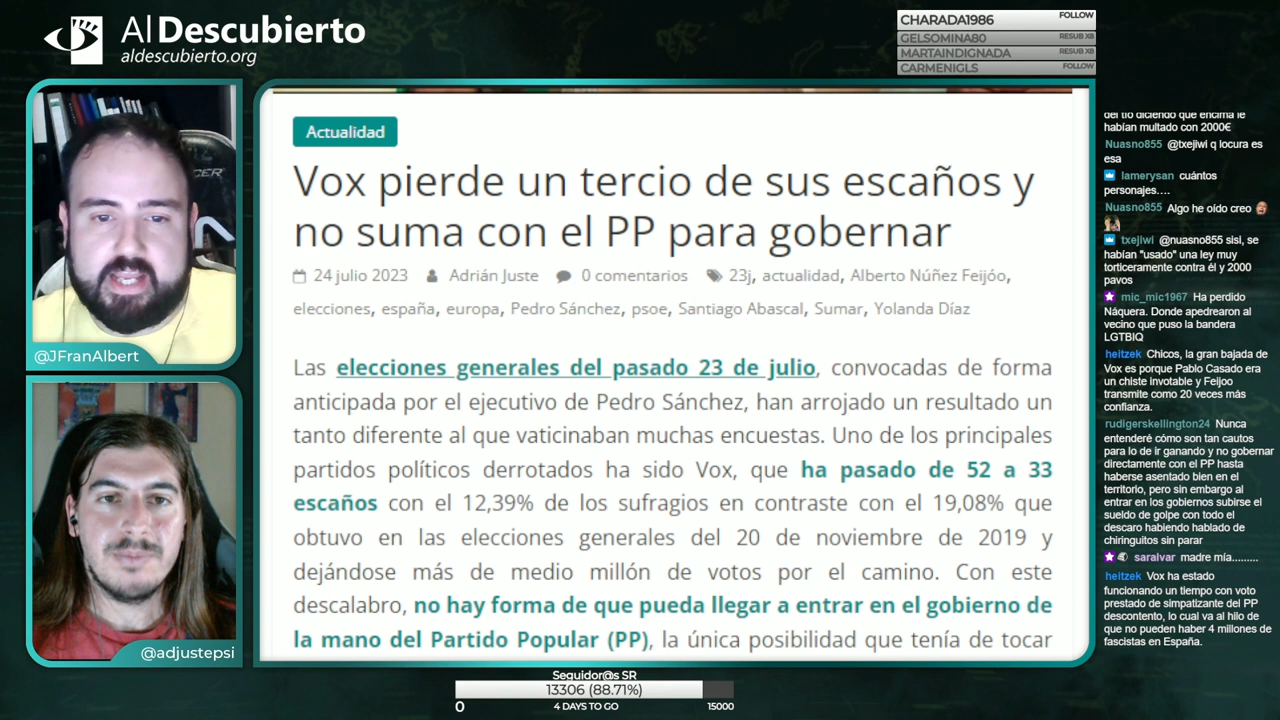 Al Descubierto
aldescubierto.org
CHARADA1986 FOLLOW
GELSOMINA80 RESUB X8
MARTAINDIGNADA RESUB X8
CARMENIGLS FOLLOW
@JFranAlbert
@adjustepsi
Actualidad
Vox pierde un tercio de sus escaños y
no suma con el PP para gobernar
24 julio 2023 Adrián Juste 0 comentarios 23j, actualidad, Alberto Núñez Feijóo,
elecciones, españa, europa, Pedro Sánchez, psoe, Santiago Abascal, Sumar, Yolanda Díaz
Las elecciones generales del pasado 23 de julio, convocadas de forma
anticipada por el ejecutivo de Pedro Sánchez, han arrojado un resultado un
tanto diferente al que vaticinaban muchas encuestas. Uno de los principales
partidos políticos derrotados ha sido Vox, que ha pasado de 52 a 33
escaños con el 12,39% de los sufragios en contraste con el 19,08% que
obtuvo en las elecciones generales del 20 de noviembre de 2019 y
dejándose más de medio millón de votos por el camino. Con este
descalabro, no hay forma de que pueda llegar a entrar en el gobierno de
la mano del Partido Popular (PP), la única posibilidad que tenía de tocar
del tío diciendo que encima le
habían multado con 2000€
Nuasno855 @txejiwi q locura es
esa
lamerysan cuántos
personajes....
Nuasno855 Algo he oído creo
txejiwi @nuasno855 sisi, se
habían "usado" una ley muy
torticeramente contra él y 2000
pavos
mic_mic1967 Ha perdido
Náquera. Donde apedrearon al
vecino que puso la bandera
LGTBIQ
heitzek Chicos, la gran bajada de
Vox es porque Pablo Casado era
un chiste invotable y Feijoo
transmite como 20 veces más
confianza.
rudigerskellington24 Nunca
entenderé cómo son tan cautos
para lo de ir ganando y no gobernar
directamente con el PP hasta
haberse asentado bien en el
territorio, pero sin embargo al
entrar en los gobiernos subirse el
sueldo de golpe con todo el
descaro habiendo hablado de
chiringuitos sin parar
saralvar madre mía.........
heitzek Vox ha estado
funcionando un tiempo con voto
prestado de simpatizante del PP
descontento, lo cual va al hilo de
que no pueden haber 4 millones de
fascistas en España.
Seguidor@s SR
13306 (88.71%)
0 4 DAYS TO GO 15000